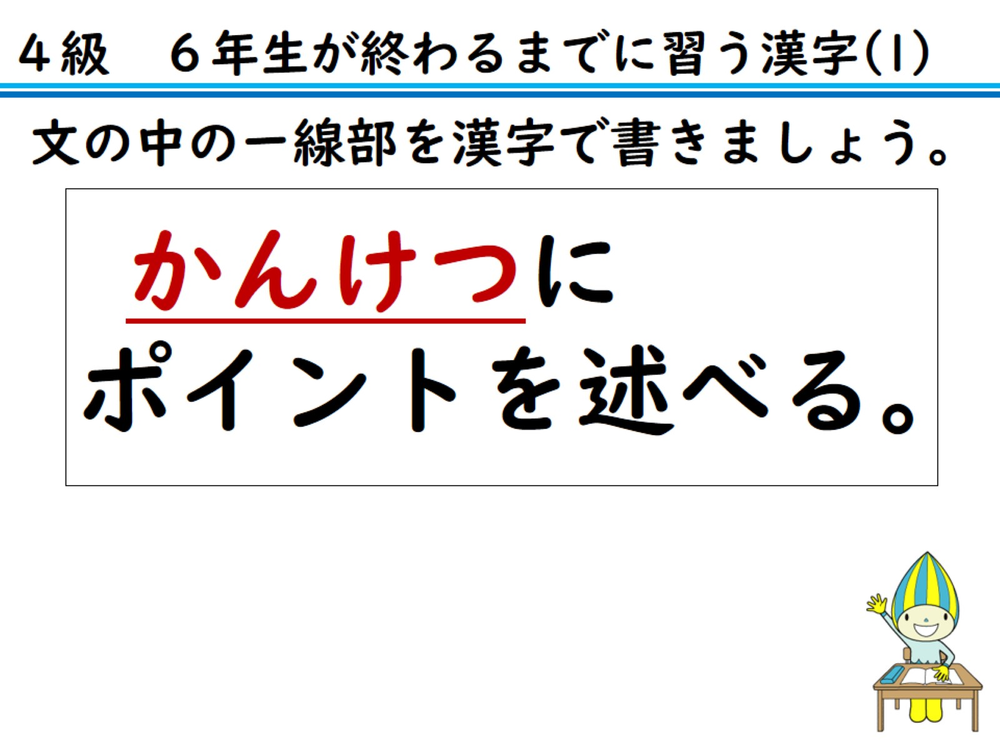 4級　6年生が終わるまでに習う漢字(1)
文の中の一線部を漢字で書きましょう。
かんけつに
ポイントを述べる。